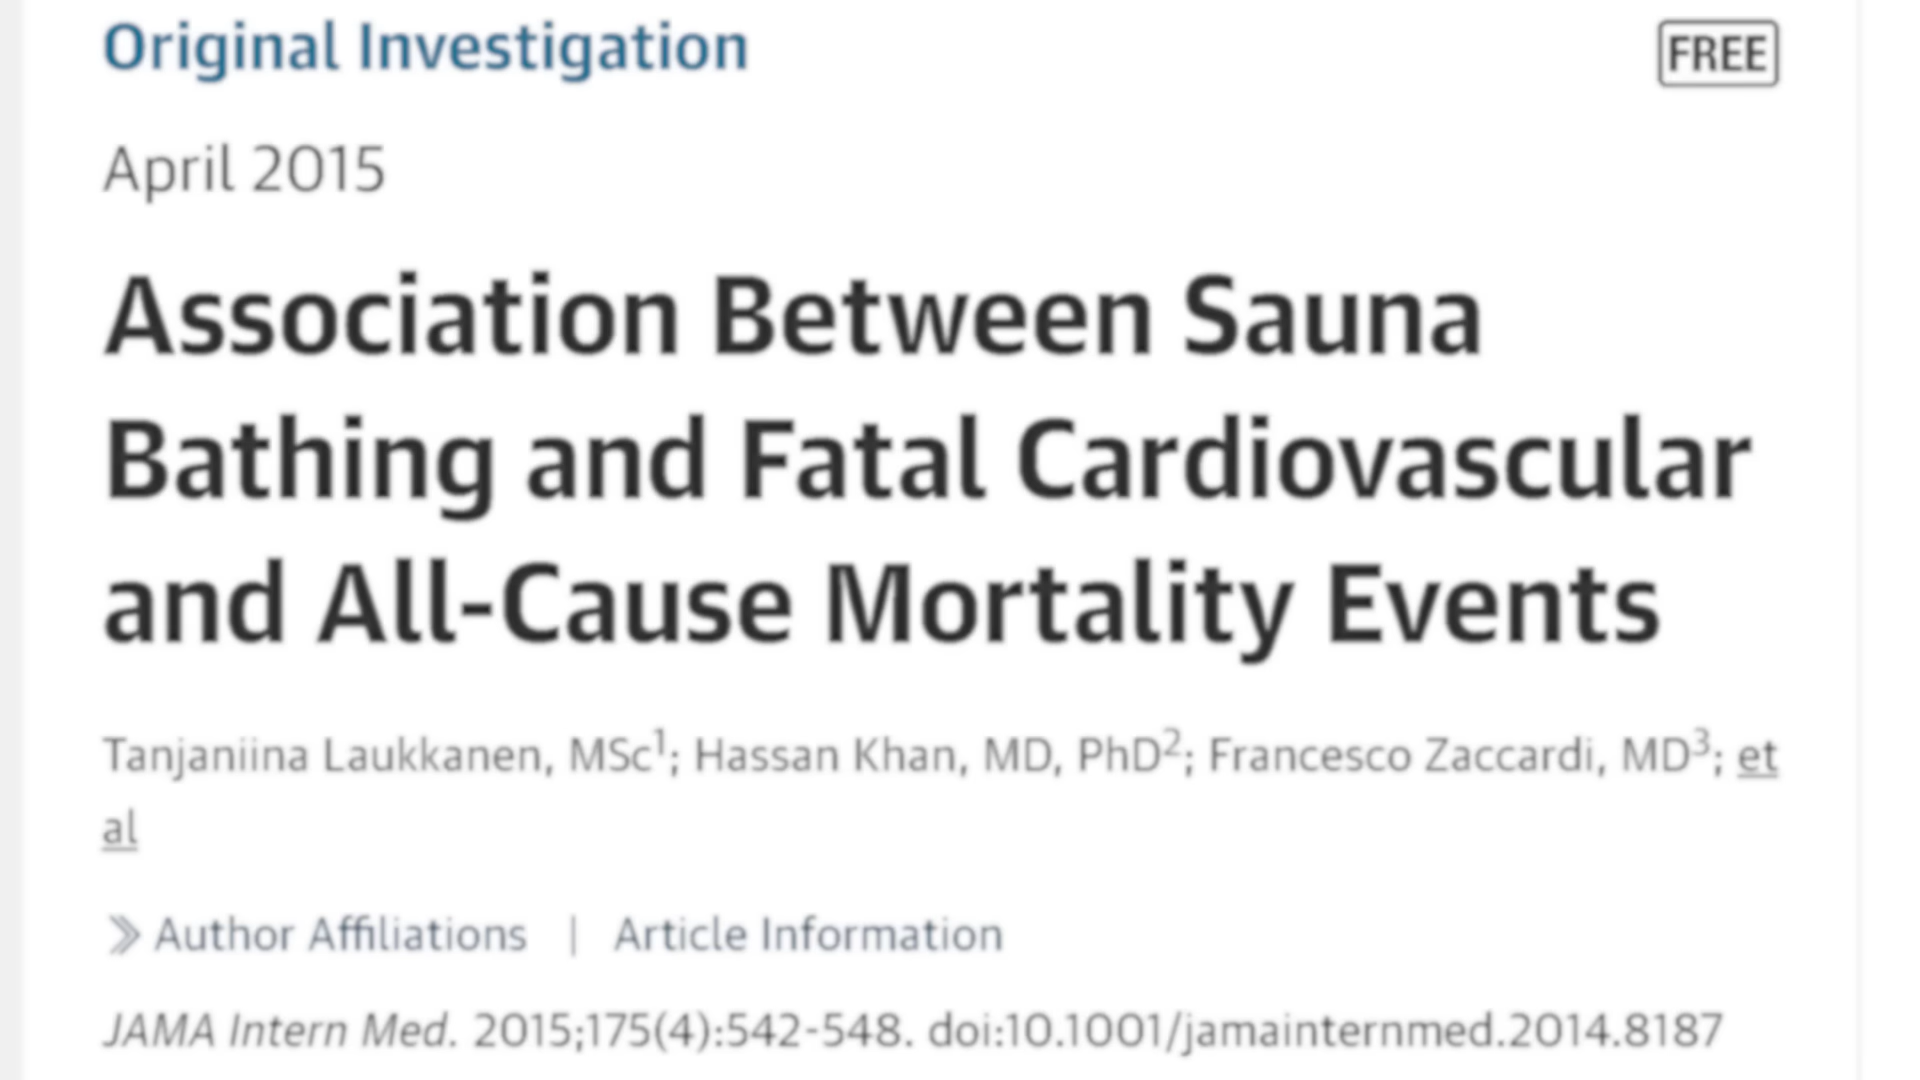 Original Investigation
FREE
April 2015
Association Between Sauna
Bathing and Fatal Cardiovascular
and All-Cause Mortality Events
Tanjaniina Laukkanen, MSc1; Hassan Khan, MD, PhD2; Francesco Zaccardi, MD3; et
al
Author Affiliations | Article Information
JAMA Intern Med. 2015;175(4):542-548. doi:10.1001/jamainternmed.2014.8187